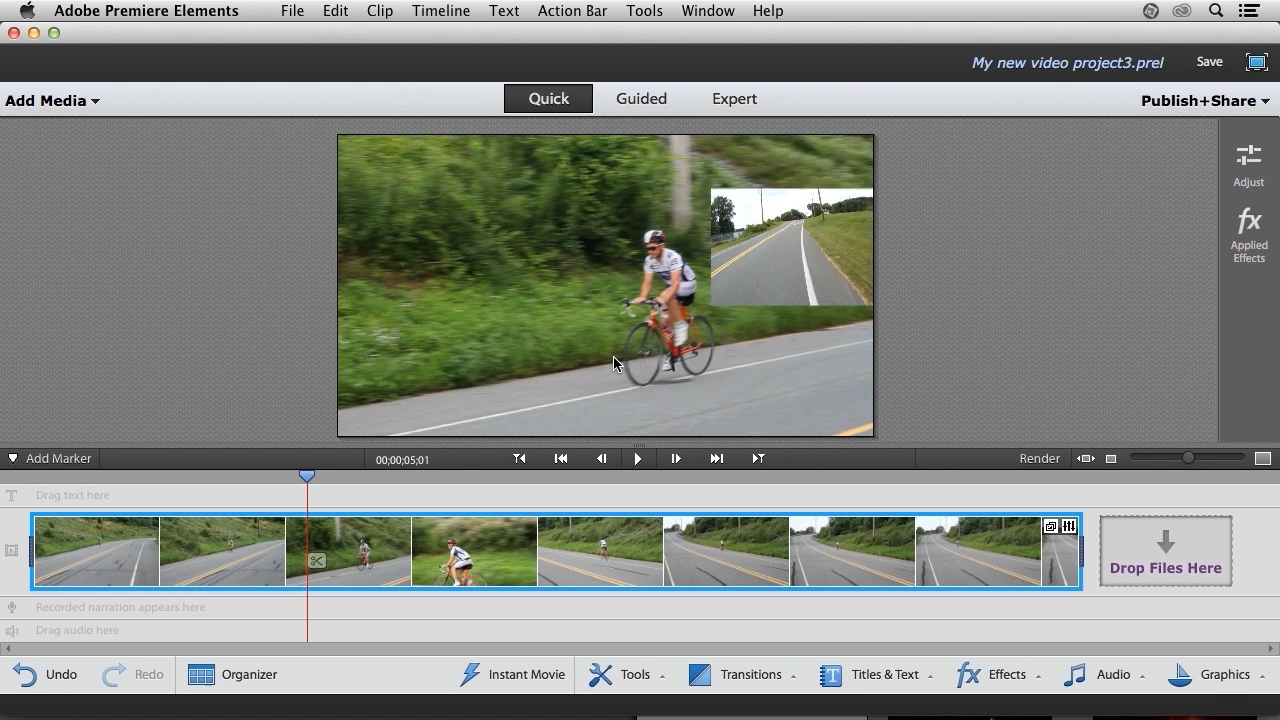 Adobe Premiere Elements File Edit Clip Timeline Text Action Bar Tools Window Help
My new video project3.prel Save
Add Media Quick Guided Expert Publish+Share
Adjust
fx
Applied
Effects
Add Marker 00;00;05;01 Render
T Drag text here
Drop Files Here
Recorded narration appears here
Drag audio here
Undo Redo Organizer Instant Movie Tools Transitions T Titles & Text fx Effects Audio Graphics